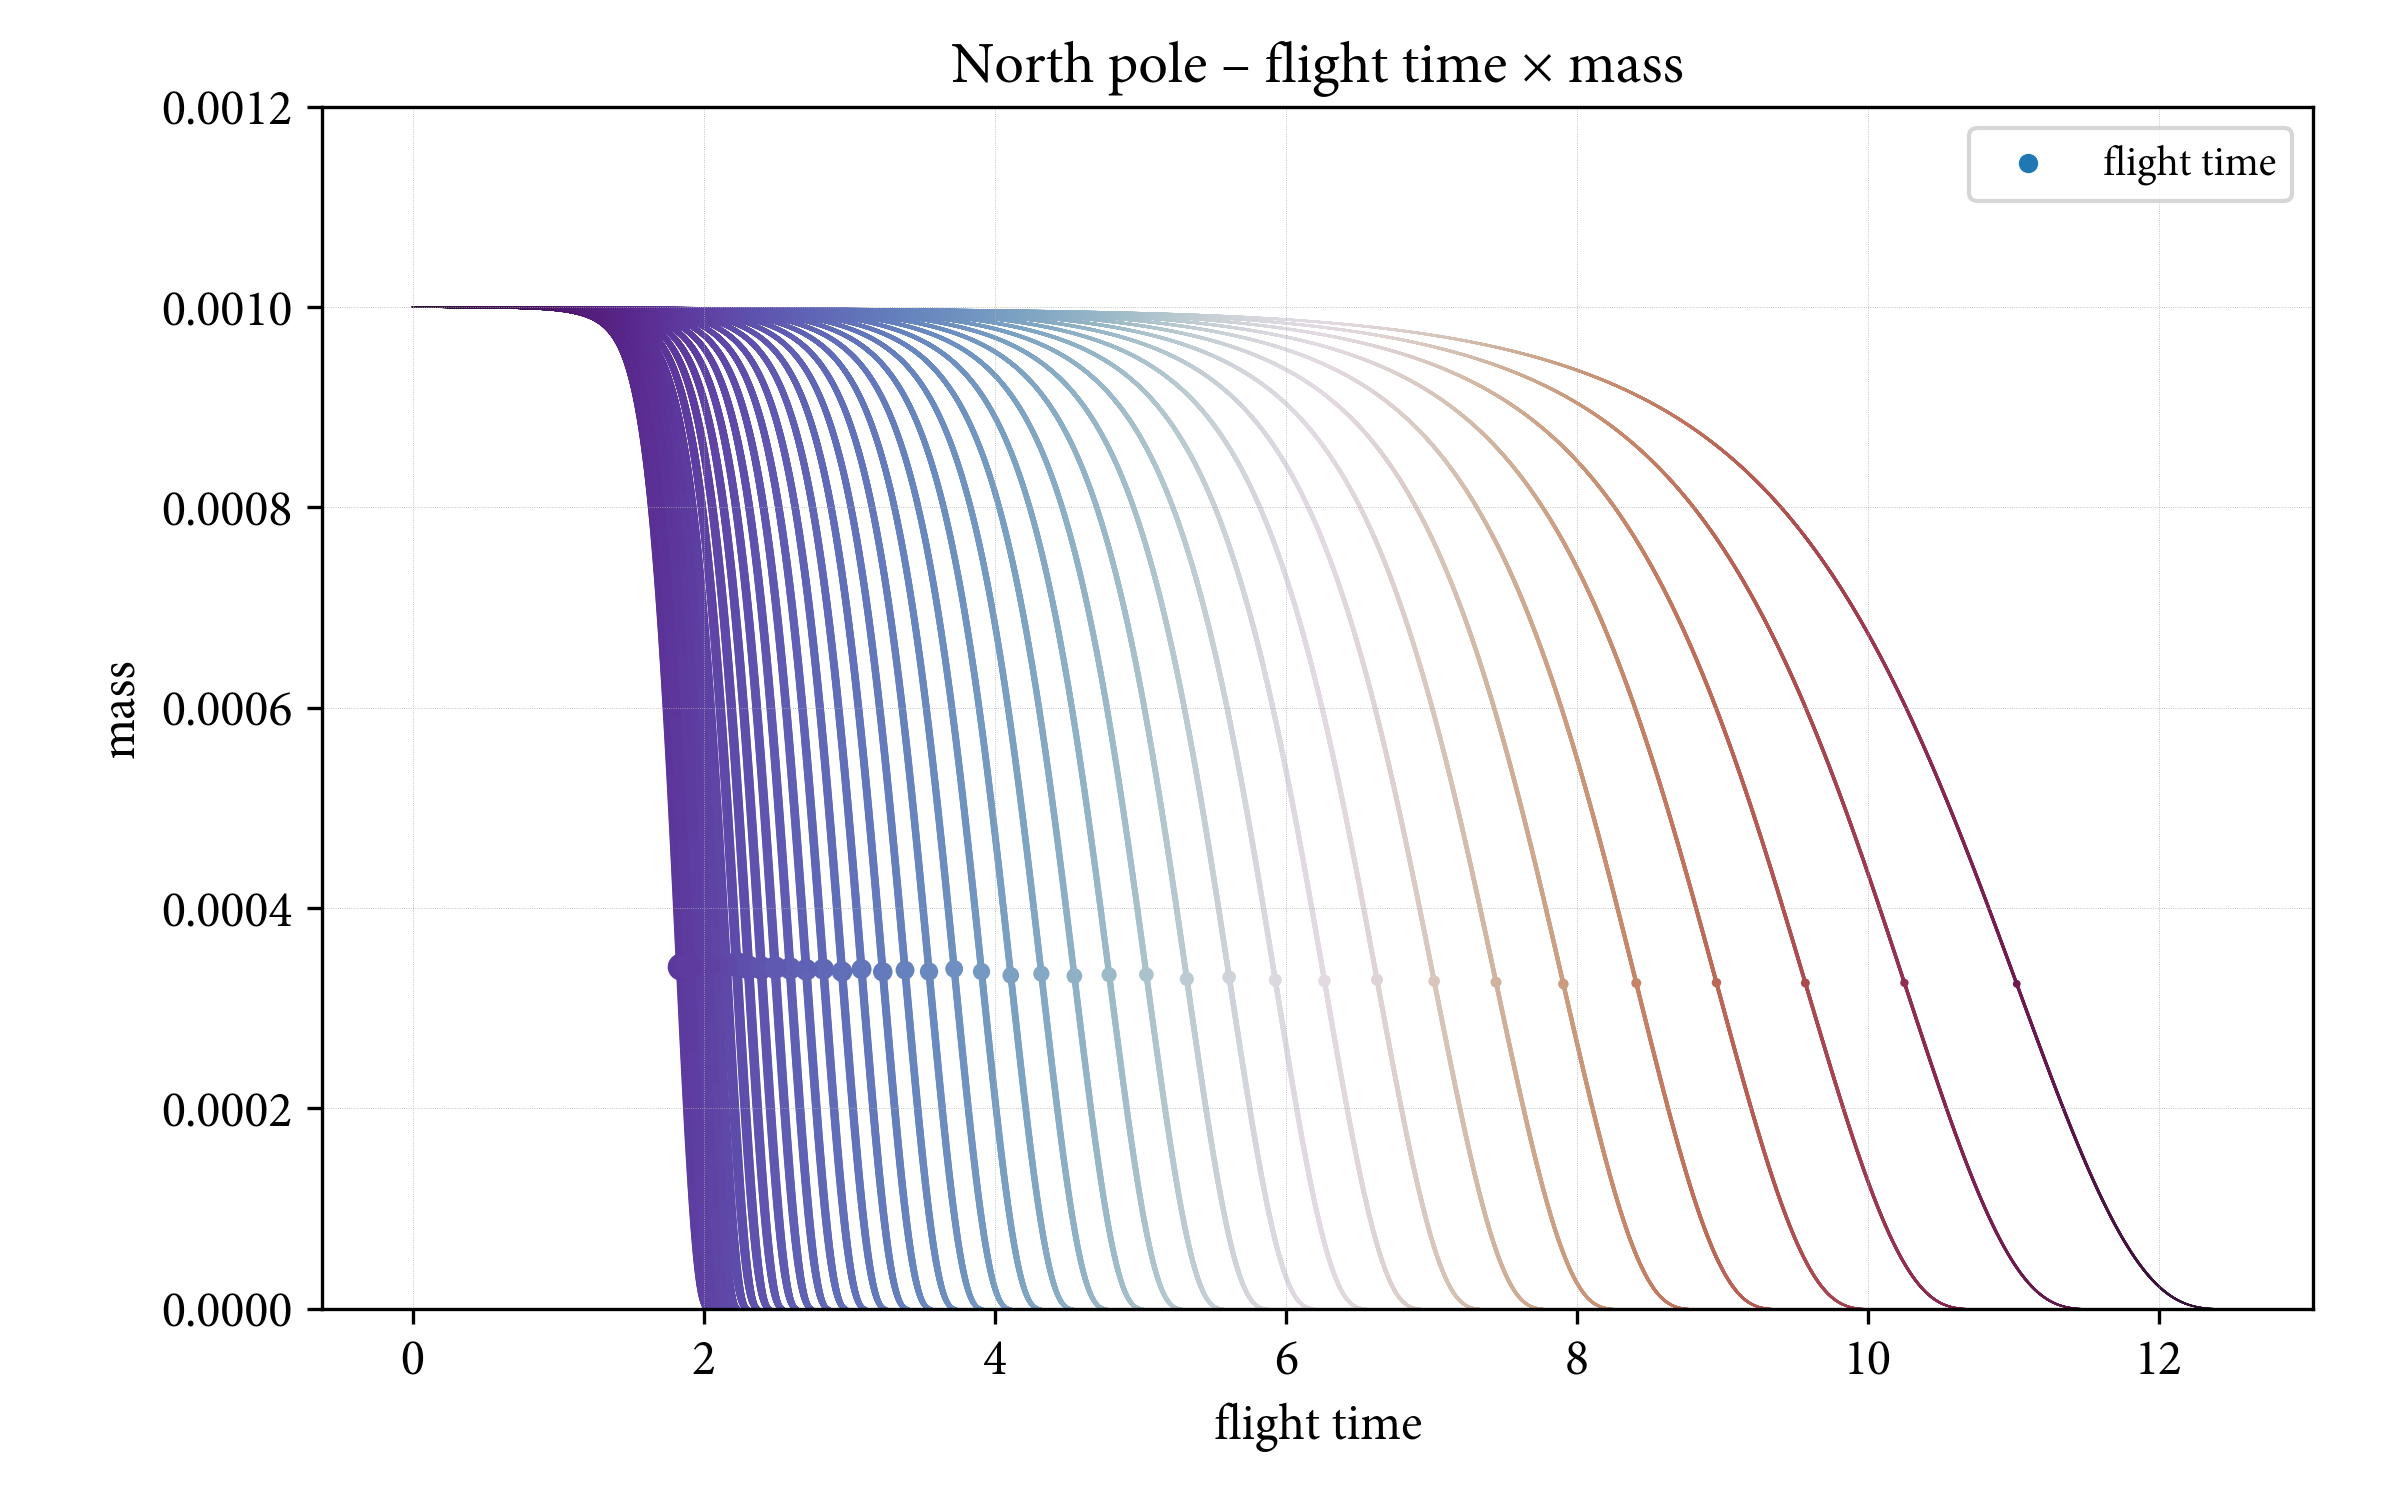 North pole – flight time × mass
flight time
0.0012
0.0010
0.0008
0.0006
0.0004
0.0002
0.0000
mass
0 2 4 6 8 10 12
flight time